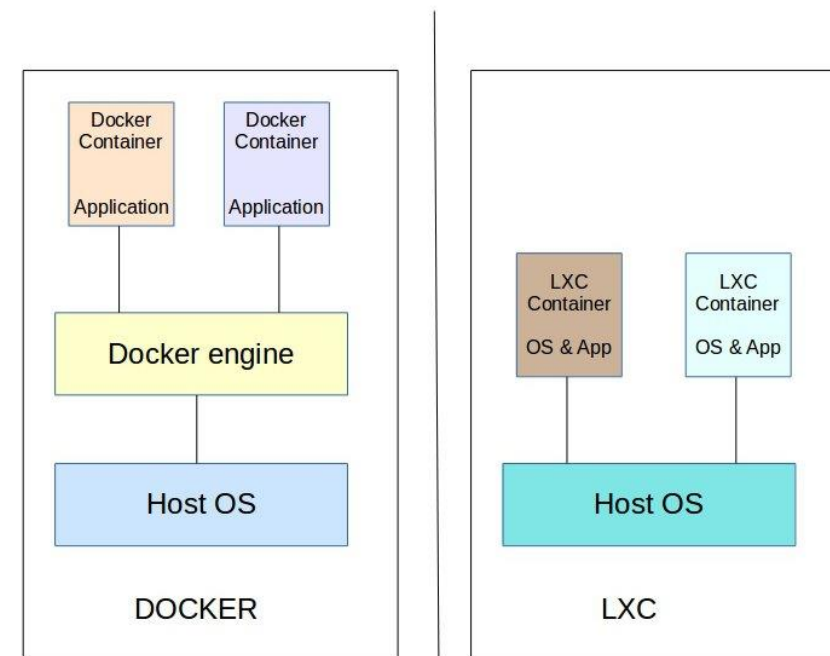 Docker
Container
Application
Docker
Container
Application
Docker engine
Host OS
DOCKER
LXC
Container
OS & App
LXC
Container
OS & App
Host OS
LXC